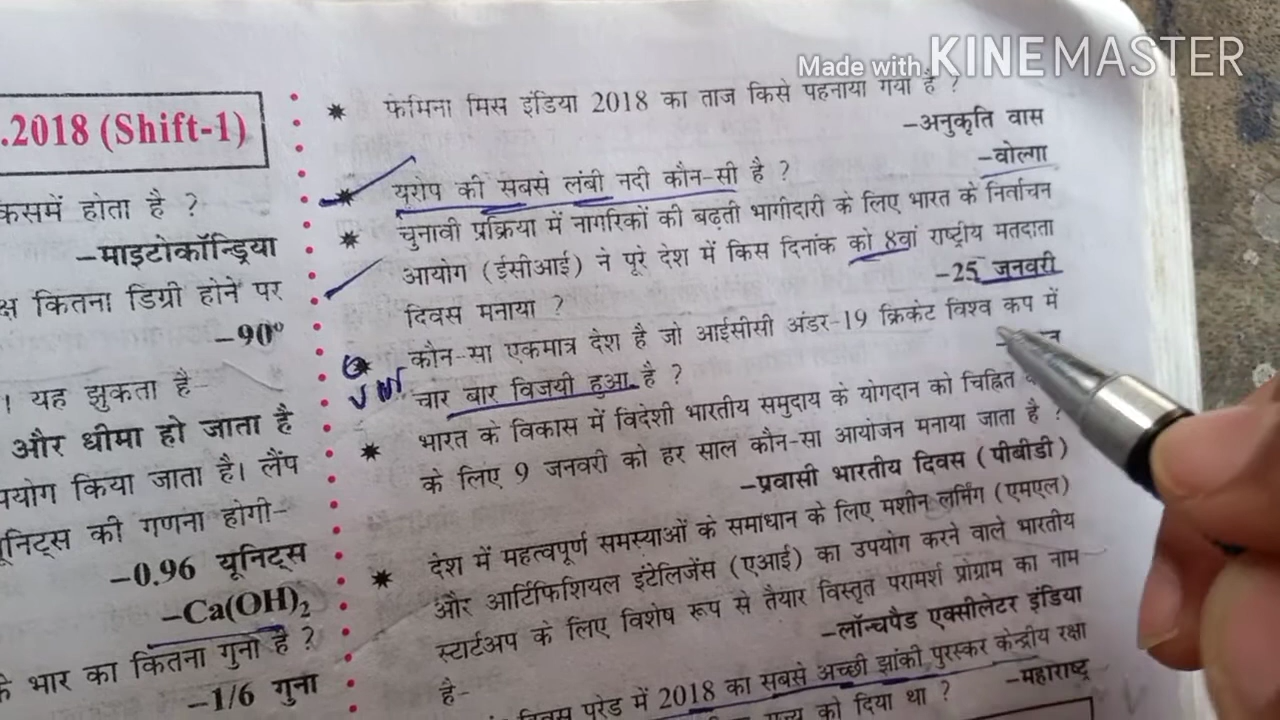 Made with KINEMASTER
.2018 (Shift-1)
कसमें होता है ?
–माइटोकॉन्ड्रिया
क्ष कितना डिग्री होने पर
–90°
। यह झुकता है–
और धीमा हो जाता है
पयोग किया जाता है। लैंप
यूनिट्स की गणना होगी–
–0.96 यूनिट्स
–Ca(OH)₂
के भार का कितना गुना है ?
–1/6 गुना
* फेमिना मिस इंडिया 2018 का ताज किसे पहनाया गया है ?
–अनुकृति वास
* यूरोप की सबसे लंबी नदी कौन-सी है ?
–वोल्गा
* चुनावी प्रक्रिया में नागरिकों की बढ़ती भागीदारी के लिए भारत के निर्वाचन
आयोग (ईसीआई) ने पूरे देश में किस दिनांक को 8वां राष्ट्रीय मतदाता
दिवस मनाया ?
–25 जनवरी
* कौन-सा एकमात्र देश है जो आईसीसी अंडर-19 क्रिकेट विश्व कप में
चार बार विजयी हुआ है ?
* भारत के विकास में विदेशी भारतीय समुदाय के योगदान को चिह्नित
के लिए 9 जनवरी को हर साल कौन-सा आयोजन मनाया जाता है ?
–प्रवासी भारतीय दिवस (पीबीडी)
* देश में महत्वपूर्ण समस्याओं के समाधान के लिए मशीन लर्निंग (एमएल)
और आर्टिफिशियल इंटेलिजेंस (एआई) का उपयोग करने वाले भारतीय
स्टार्टअप के लिए विशेष रूप से तैयार विस्तृत परामर्श प्रोग्राम का नाम
है–
–लॉन्चपैड एक्सीलेटर इंडिया
दिवस परेड में 2018 का सबसे अच्छी झांकी पुरस्कर केन्द्रीय रक्षा
राज्य को दिया था ?
–महाराष्ट्र